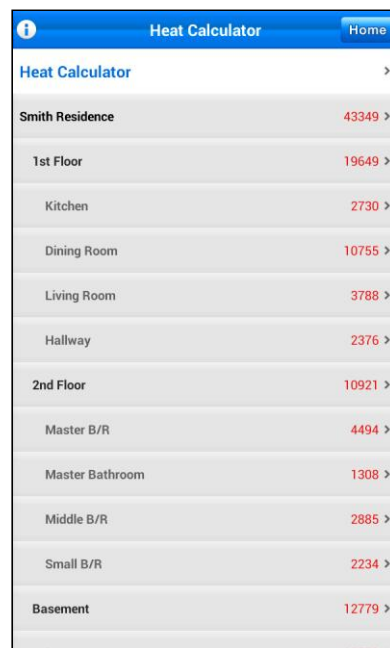 i Heat Calculator Home
Heat Calculator >
Smith Residence 43349 >
1st Floor 19649 >
Kitchen 2730 >
Dining Room 10755 >
Living Room 3788 >
Hallway 2376 >
2nd Floor 10921 >
Master B/R 4494 >
Master Bathroom 1308 >
Middle B/R 2885 >
Small B/R 2234 >
Basement 12779 >